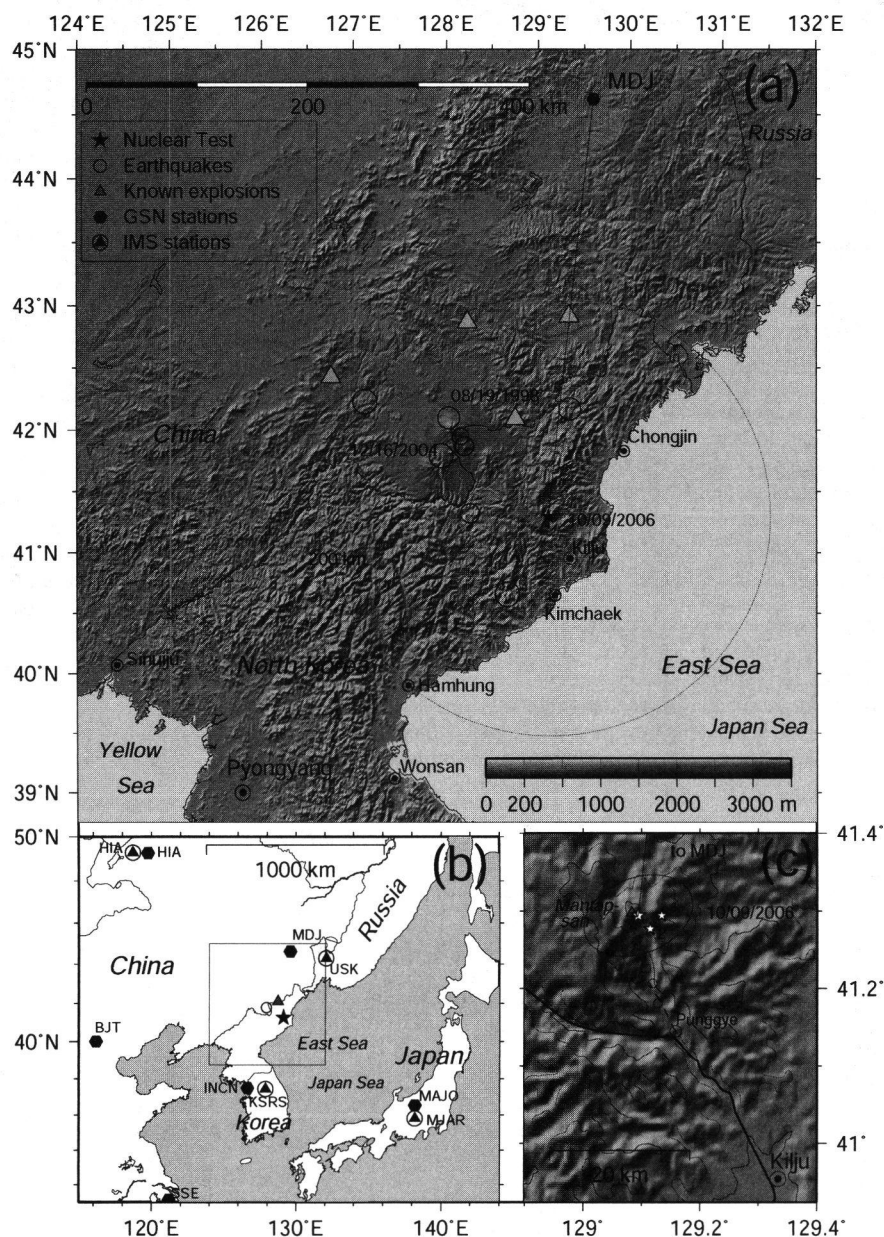 124˚E 125˚E 126˚E 127˚E 128˚E 129˚E 130˚E 131˚E 132˚E
45˚N
MDJ
(a)
0 200 400 km
Russia
Nuclear Test
Earthquakes
Known explosions
GSN stations
IMS stations
44˚N
43˚N
08/19/1998
42˚N
China
Chongjin
12/16/2004
10/09/2006
41˚N
Kilju
Kimchaek
Sinuiju
40˚N
North Korea
East Sea
Hamhung
Japan Sea
Yellow
Sea
Pyongyang
Wonsan
39˚N
0 200 1000 2000 3000 m
50˚N
HIA
HIA
1000 km
(b)
Russia
MDJ
China
USK
BJT
40˚N
East Sea
Japan
Japan Sea
INCN
KSRS
MAJO
Korea
MJAR
SSE
120˚E 130˚E 140˚E
41.4˚
to MDJ
(c)
Mantap-
san
10/09/2006
41.2˚
Punggye
41˚
20 km
Kilju
129˚ 129.2˚ 129.4˚